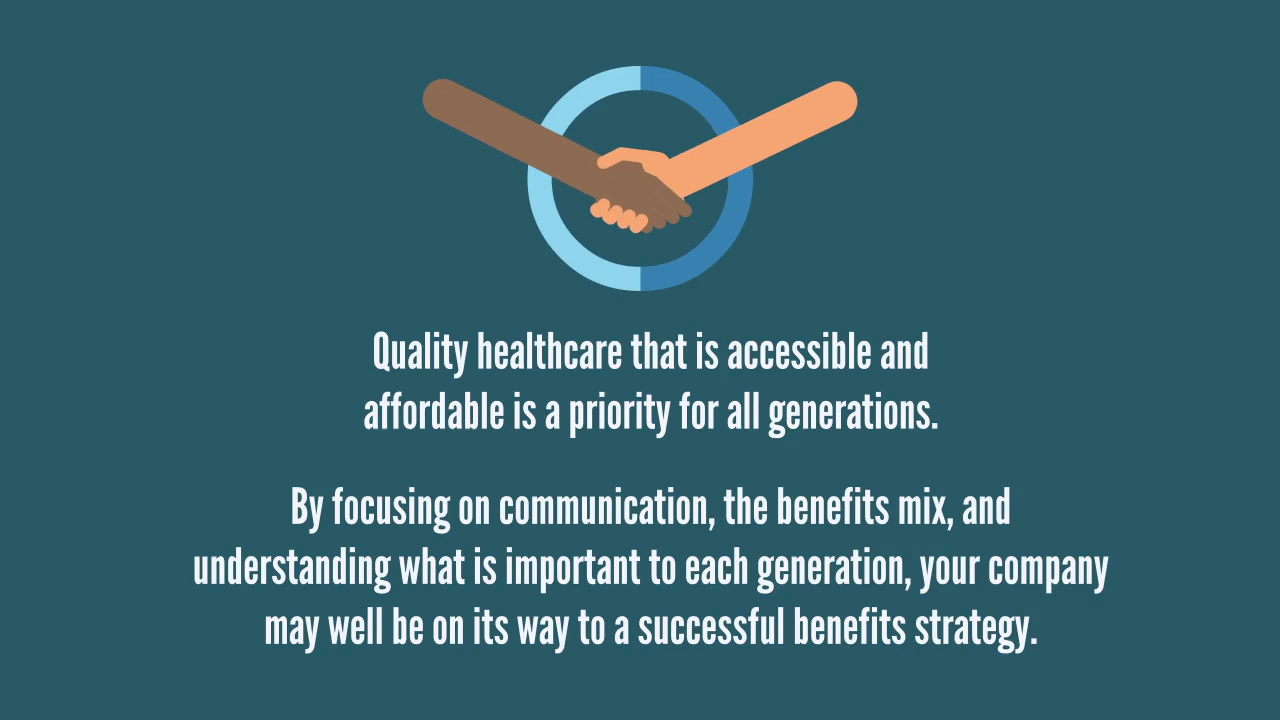 Quality healthcare that is accessible and
affordable is a priority for all generations.
By focusing on communication, the benefits mix, and
understanding what is important to each generation, your company
may well be on its way to a successful benefits strategy.